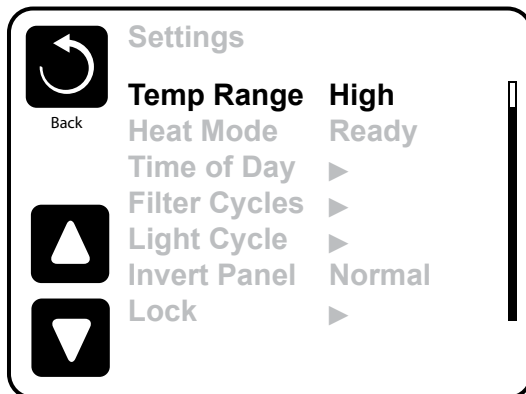 Settings
Back
Temp Range High
Heat Mode Ready
Time of Day ▶
Filter Cycles ▶
Light Cycle ▶
Invert Panel Normal
Lock ▶